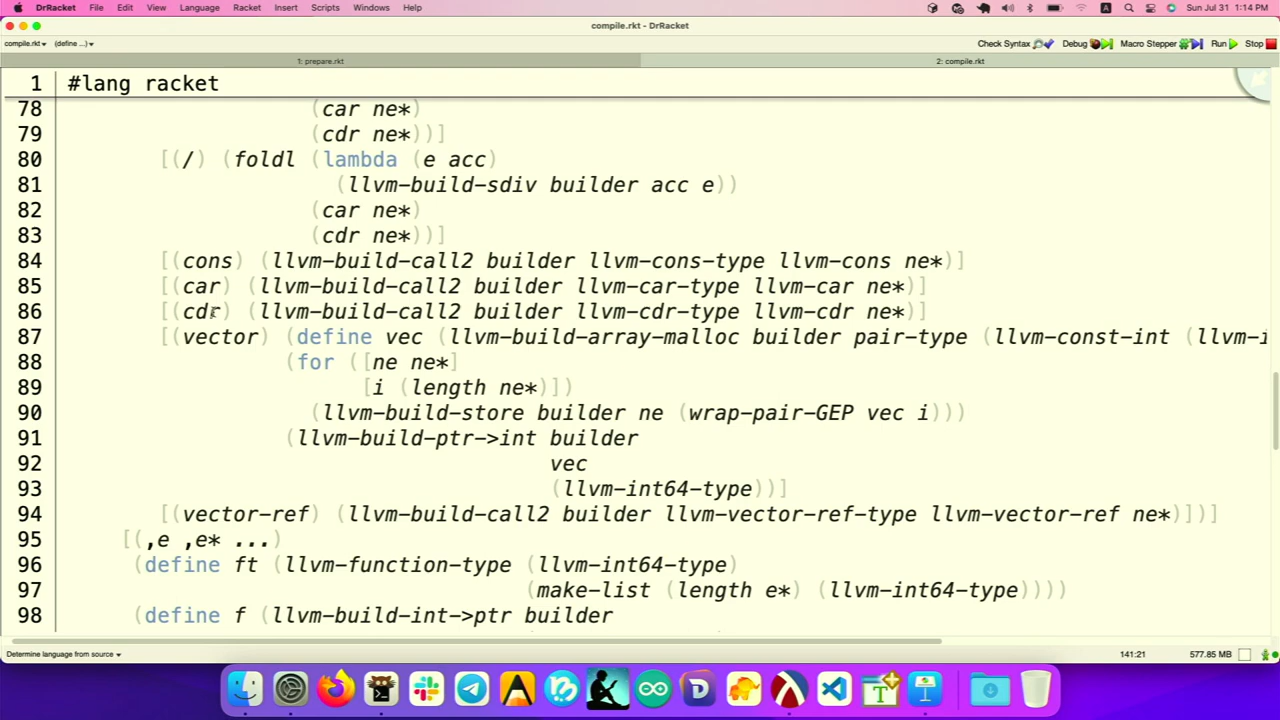 DrRacket File Edit View Language Racket Insert Scripts Windows Help A Sun Jul 31 1:14 PM
compile.rkt - DrRacket
compile.rkt▾ (define ...)▾ Check Syntax Debug Macro Stepper Run Stop
1: prepare.rkt 2: compile.rkt
1 #lang racket
78 (car ne*)
79 (cdr ne*))]
80 [(/) (foldl (lambda (e acc)
81 (llvm-build-sdiv builder acc e))
82 (car ne*)
83 (cdr ne*))]
84 [(cons) (llvm-build-call2 builder llvm-cons-type llvm-cons ne*)]
85 [(car) (llvm-build-call2 builder llvm-car-type llvm-car ne*)]
86 [(cdr) (llvm-build-call2 builder llvm-cdr-type llvm-cdr ne*)]
87 [(vector) (define vec (llvm-build-array-malloc builder pair-type (llvm-const-int (llvm-i
88 (for ([ne ne*]
89 [i (length ne*)])
90 (llvm-build-store builder ne (wrap-pair-GEP vec i)))
91 (llvm-build-ptr->int builder
92 vec
93 (llvm-int64-type))]
94 [(vector-ref) (llvm-build-call2 builder llvm-vector-ref-type llvm-vector-ref ne*)])]
95 [(,e ,e* ...)
96 (define ft (llvm-function-type (llvm-int64-type)
97 (make-list (length e*) (llvm-int64-type))))
98 (define f (llvm-build-int->ptr builder
Determine language from source▾ 141:21 577.85 MB